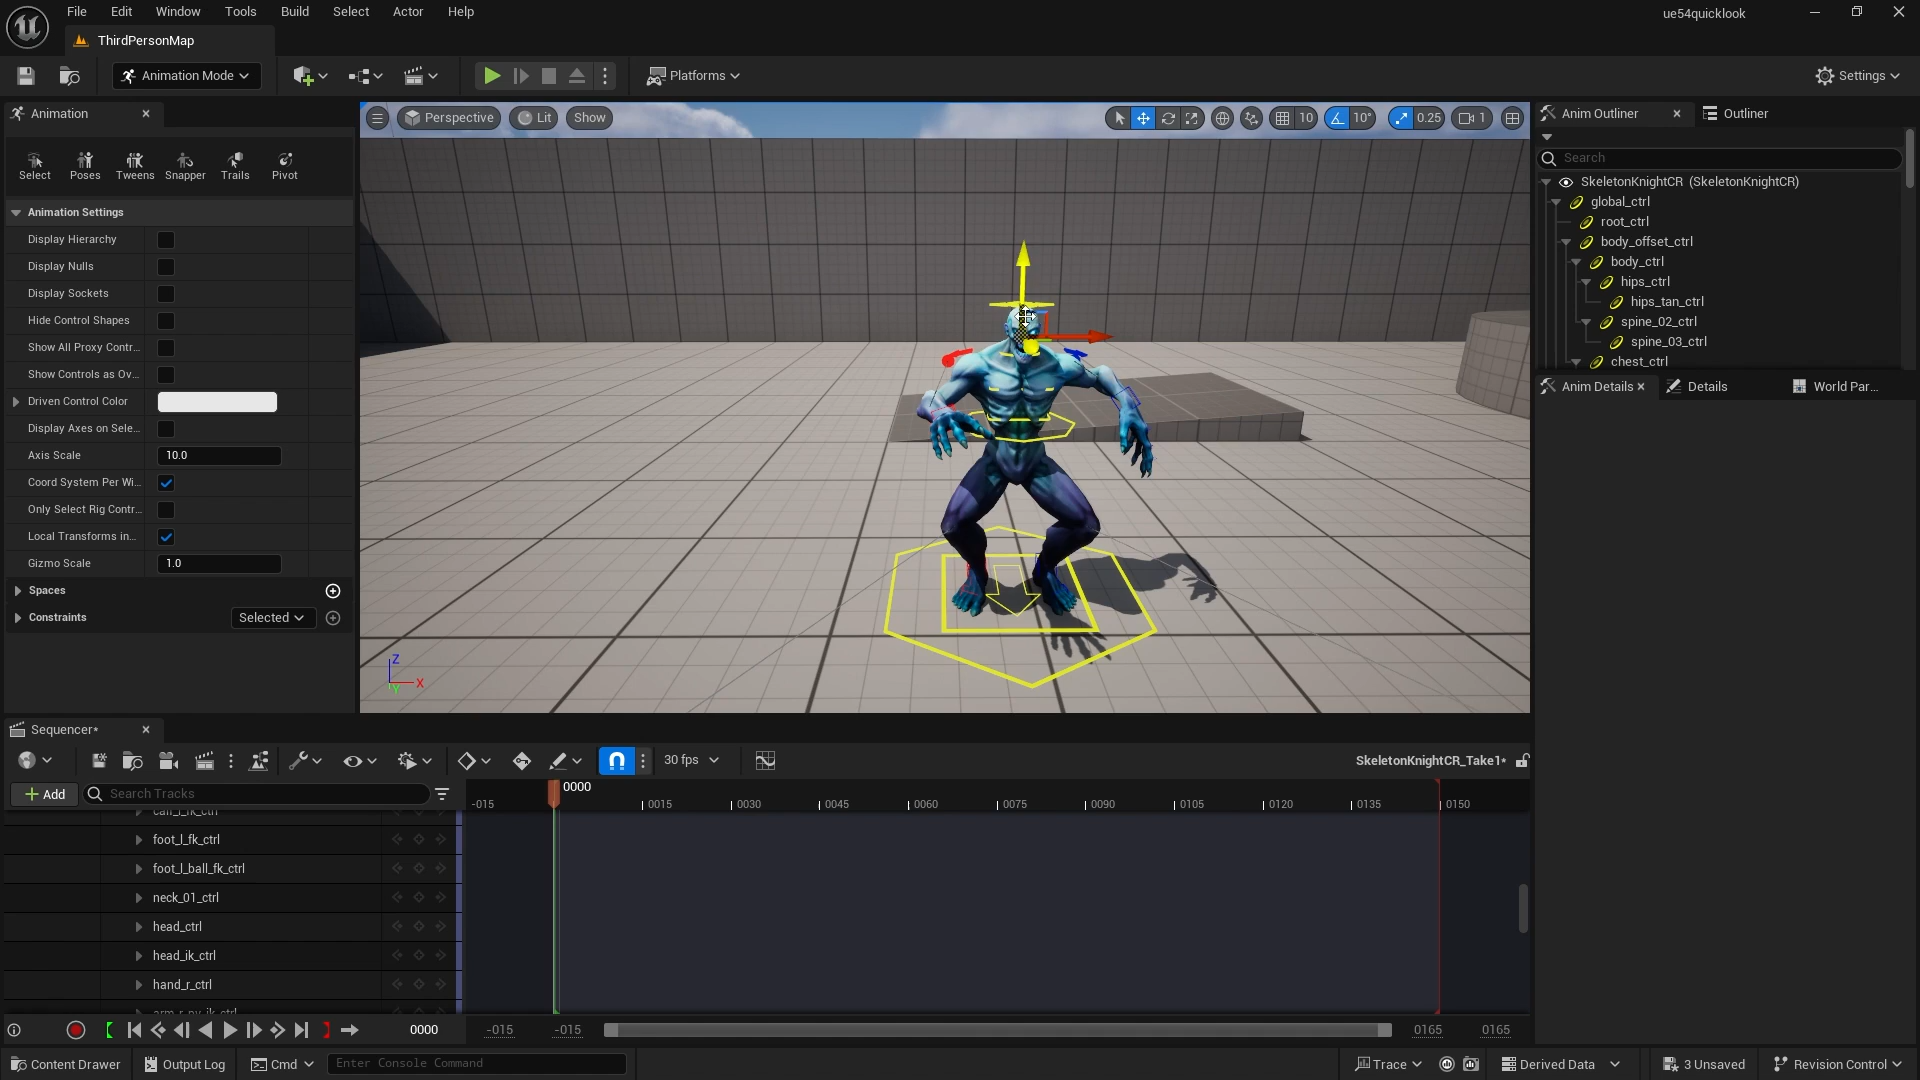 File Edit Window Tools Build Select Actor Help
ue54quicklook
ThirdPersonMap
Animation Mode
Platforms
Settings
Animation
Perspective Lit Show
10 10° 0.25 1
Anim Outliner Outliner
Search
Select Poses Tweens Snapper Trails Pivot
Animation Settings
Display Hierarchy
Display Nulls
Display Sockets
Hide Control Shapes
Show All Proxy Contr...
Show Controls as Ov...
Driven Control Color
Display Axes on Sele...
Axis Scale 10.0
Coord System Per Wi...
Only Select Rig Contr...
Local Transforms in...
Gizmo Scale 1.0
Spaces
Constraints Selected
SkeletonKnightCR (SkeletonKnightCR)
global_ctrl
root_ctrl
body_offset_ctrl
body_ctrl
hips_ctrl
hips_tan_ctrl
spine_02_ctrl
spine_03_ctrl
chest_ctrl
Anim Details Details World Par...
Z
X
Y
Sequencer*
30 fps
SkeletonKnightCR_Take1*
Add Search Tracks
0000
-015 0015 0030 0045 0060 0075 0090 0105 0120 0135 0150
calf_l_fk_ctrl
foot_l_fk_ctrl
foot_l_ball_fk_ctrl
neck_01_ctrl
head_ctrl
head_ik_ctrl
hand_r_ctrl
arm_r_pv_ik_ctrl
0000 -015 -015 0165 0165
Content Drawer Output Log Cmd Enter Console Command
Trace Derived Data 3 Unsaved Revision Control